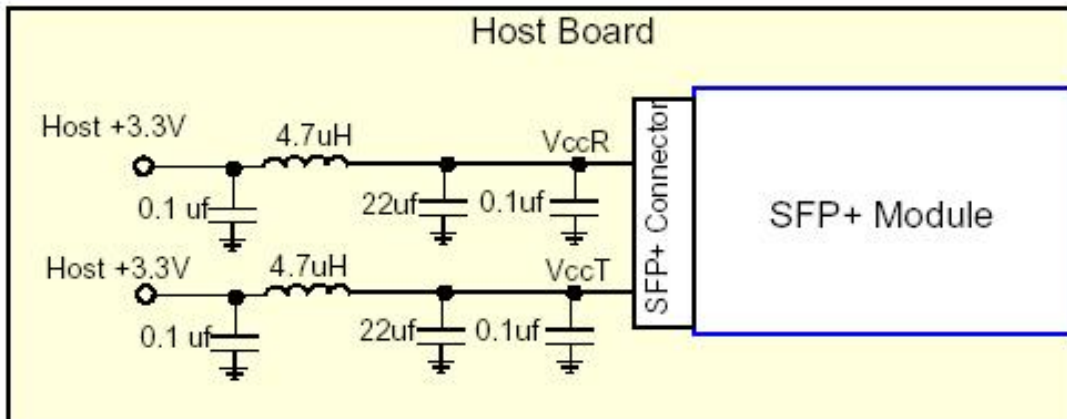 Host Board
Host +3.3V
4.7uH
VccR
0.1 uf
22uf
0.1uf
SFP+ Connector
SFP+ Module
Host +3.3V
4.7uH
VccT
0.1 uf
22uf
0.1uf